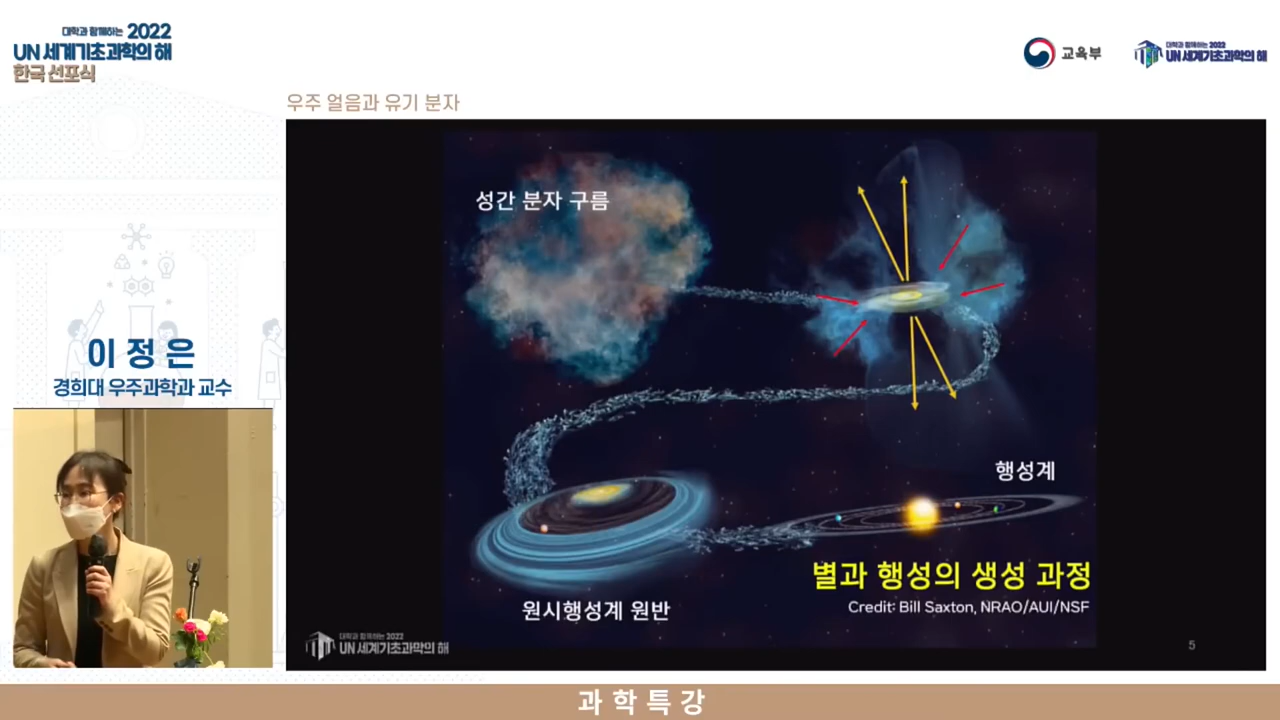 대학과 함께하는 2022
UN 세계기초과학의 해
한국 선포식
교육부
대학과 함께하는 2022
UN 세계기초과학의 해
우주 얼음과 유기 분자
성간 분자 구름
행성계
별과 행성의 생성 과정
Credit: Bill Saxton, NRAO/AUI/NSF
원시행성계 원반
대학과 함께하는 2022
UN 세계기초과학의 해
5
이정은
경희대 우주과학과 교수
과학특강